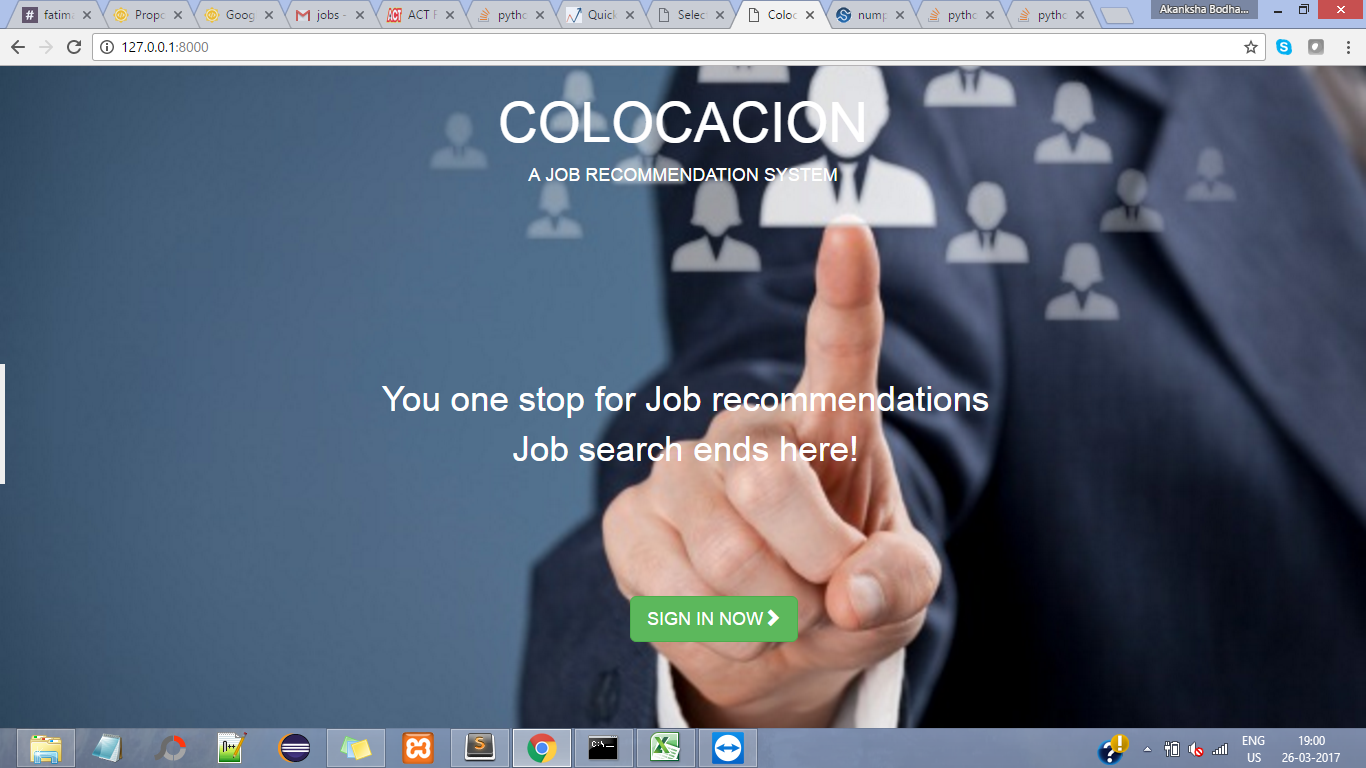 fatim
Propo
Goog
jobs -
ACT F
pytho
Quick
Select
Coloc
nump
pytho
pytho
Akanksha Bodha...
127.0.0.1:8000
COLOCACION
A JOB RECOMMENDATION SYSTEM
You one stop for Job recommendations
Job search ends here!
SIGN IN NOW
ENG
US
19:00
26-03-2017